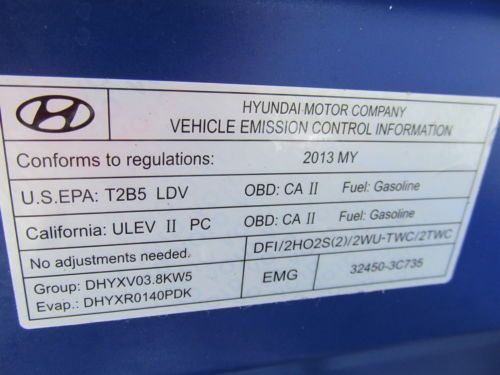 HYUNDAI MOTOR COMPANY
VEHICLE EMISSION CONTROL INFORMATION
Conforms to regulations: 2013 MY
U.S.EPA: T2B5 LDV OBD: CA II Fuel: Gasoline
California: ULEV II PC OBD: CA II Fuel: Gasoline
No adjustments needed. DFI/2HO2S(2)/2WU-TWC/2TWC
Group: DHYXV03.8KW5
Evap.: DHYXR0140PDK
EMG 32450-3C735